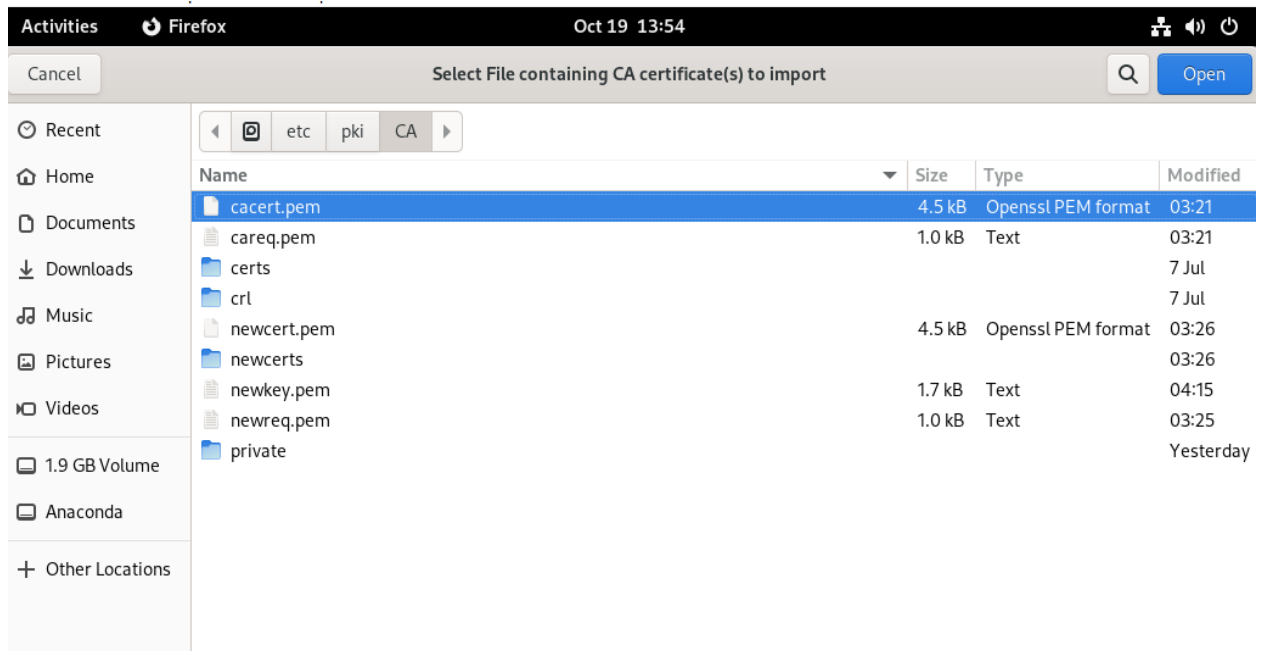 Activities Firefox Oct 19 13:54
Cancel Select File containing CA certificate(s) to import Open
Recent
Home
Documents
Downloads
Music
Pictures
Videos
1.9 GB Volume
Anaconda
Other Locations
etc pki CA
Name Size Type Modified
cacert.pem 4.5 kB Openssl PEM format 03:21
careq.pem 1.0 kB Text 03:21
certs 7 Jul
crl 7 Jul
newcert.pem 4.5 kB Openssl PEM format 03:26
newcerts 03:26
newkey.pem 1.7 kB Text 04:15
newreq.pem 1.0 kB Text 03:25
private Yesterday